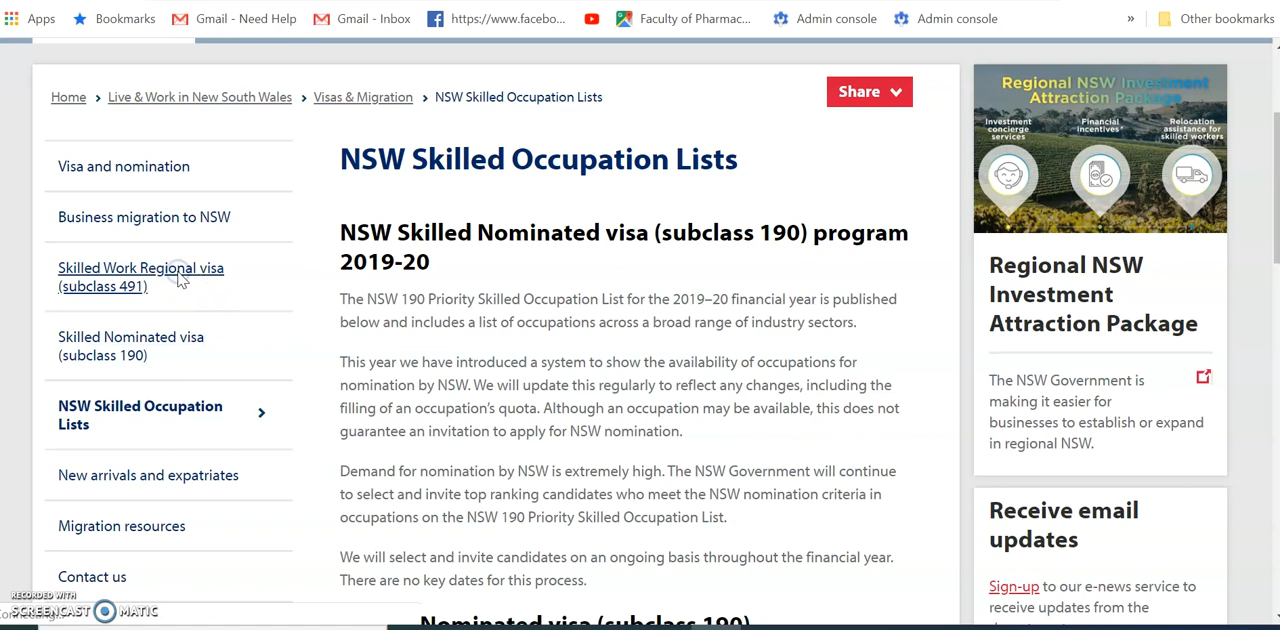 Apps
Bookmarks
Gmail - Need Help
Gmail - Inbox
https://www.facebo...
Faculty of Pharmac...
Admin console
Admin console
»
Other bookmarks
Home > Live & Work in New South Wales > Visas & Migration > NSW Skilled Occupation Lists
Share
Visa and nomination
Business migration to NSW
Skilled Work Regional visa
(subclass 491)
Skilled Nominated visa
(subclass 190)
NSW Skilled Occupation
Lists
New arrivals and expatriates
Migration resources
Contact us
NSW Skilled Occupation Lists
NSW Skilled Nominated visa (subclass 190) program
2019-20
The NSW 190 Priority Skilled Occupation List for the 2019–20 financial year is published
below and includes a list of occupations across a broad range of industry sectors.
This year we have introduced a system to show the availability of occupations for
nomination by NSW. We will update this regularly to reflect any changes, including the
filling of an occupation's quota. Although an occupation may be available, this does not
guarantee an invitation to apply for NSW nomination.
Demand for nomination by NSW is extremely high. The NSW Government will continue
to select and invite top ranking candidates who meet the NSW nomination criteria in
occupations on the NSW 190 Priority Skilled Occupation List.
We will select and invite candidates on an ongoing basis throughout the financial year.
There are no key dates for this process.
Nominated visa (subclass 190)
Regional NSW Investment
Attraction Package
Investment
concierge
services
Financial
incentives*
Relocation
assistance for
skilled workers
Regional NSW
Investment
Attraction Package
The NSW Government is
making it easier for
businesses to establish or expand
in regional NSW.
Receive email
updates
Sign-up to our e-news service to
receive updates from the
RECORDED WITH
SCREENCAST MATIC